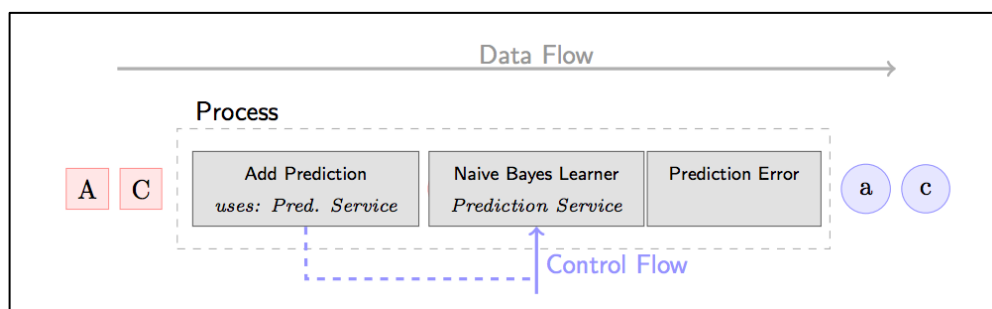 Data Flow
Process
A C
Add Prediction
uses: Pred. Service
Naive Bayes Learner
Prediction Service
Prediction Error
a c
Control Flow